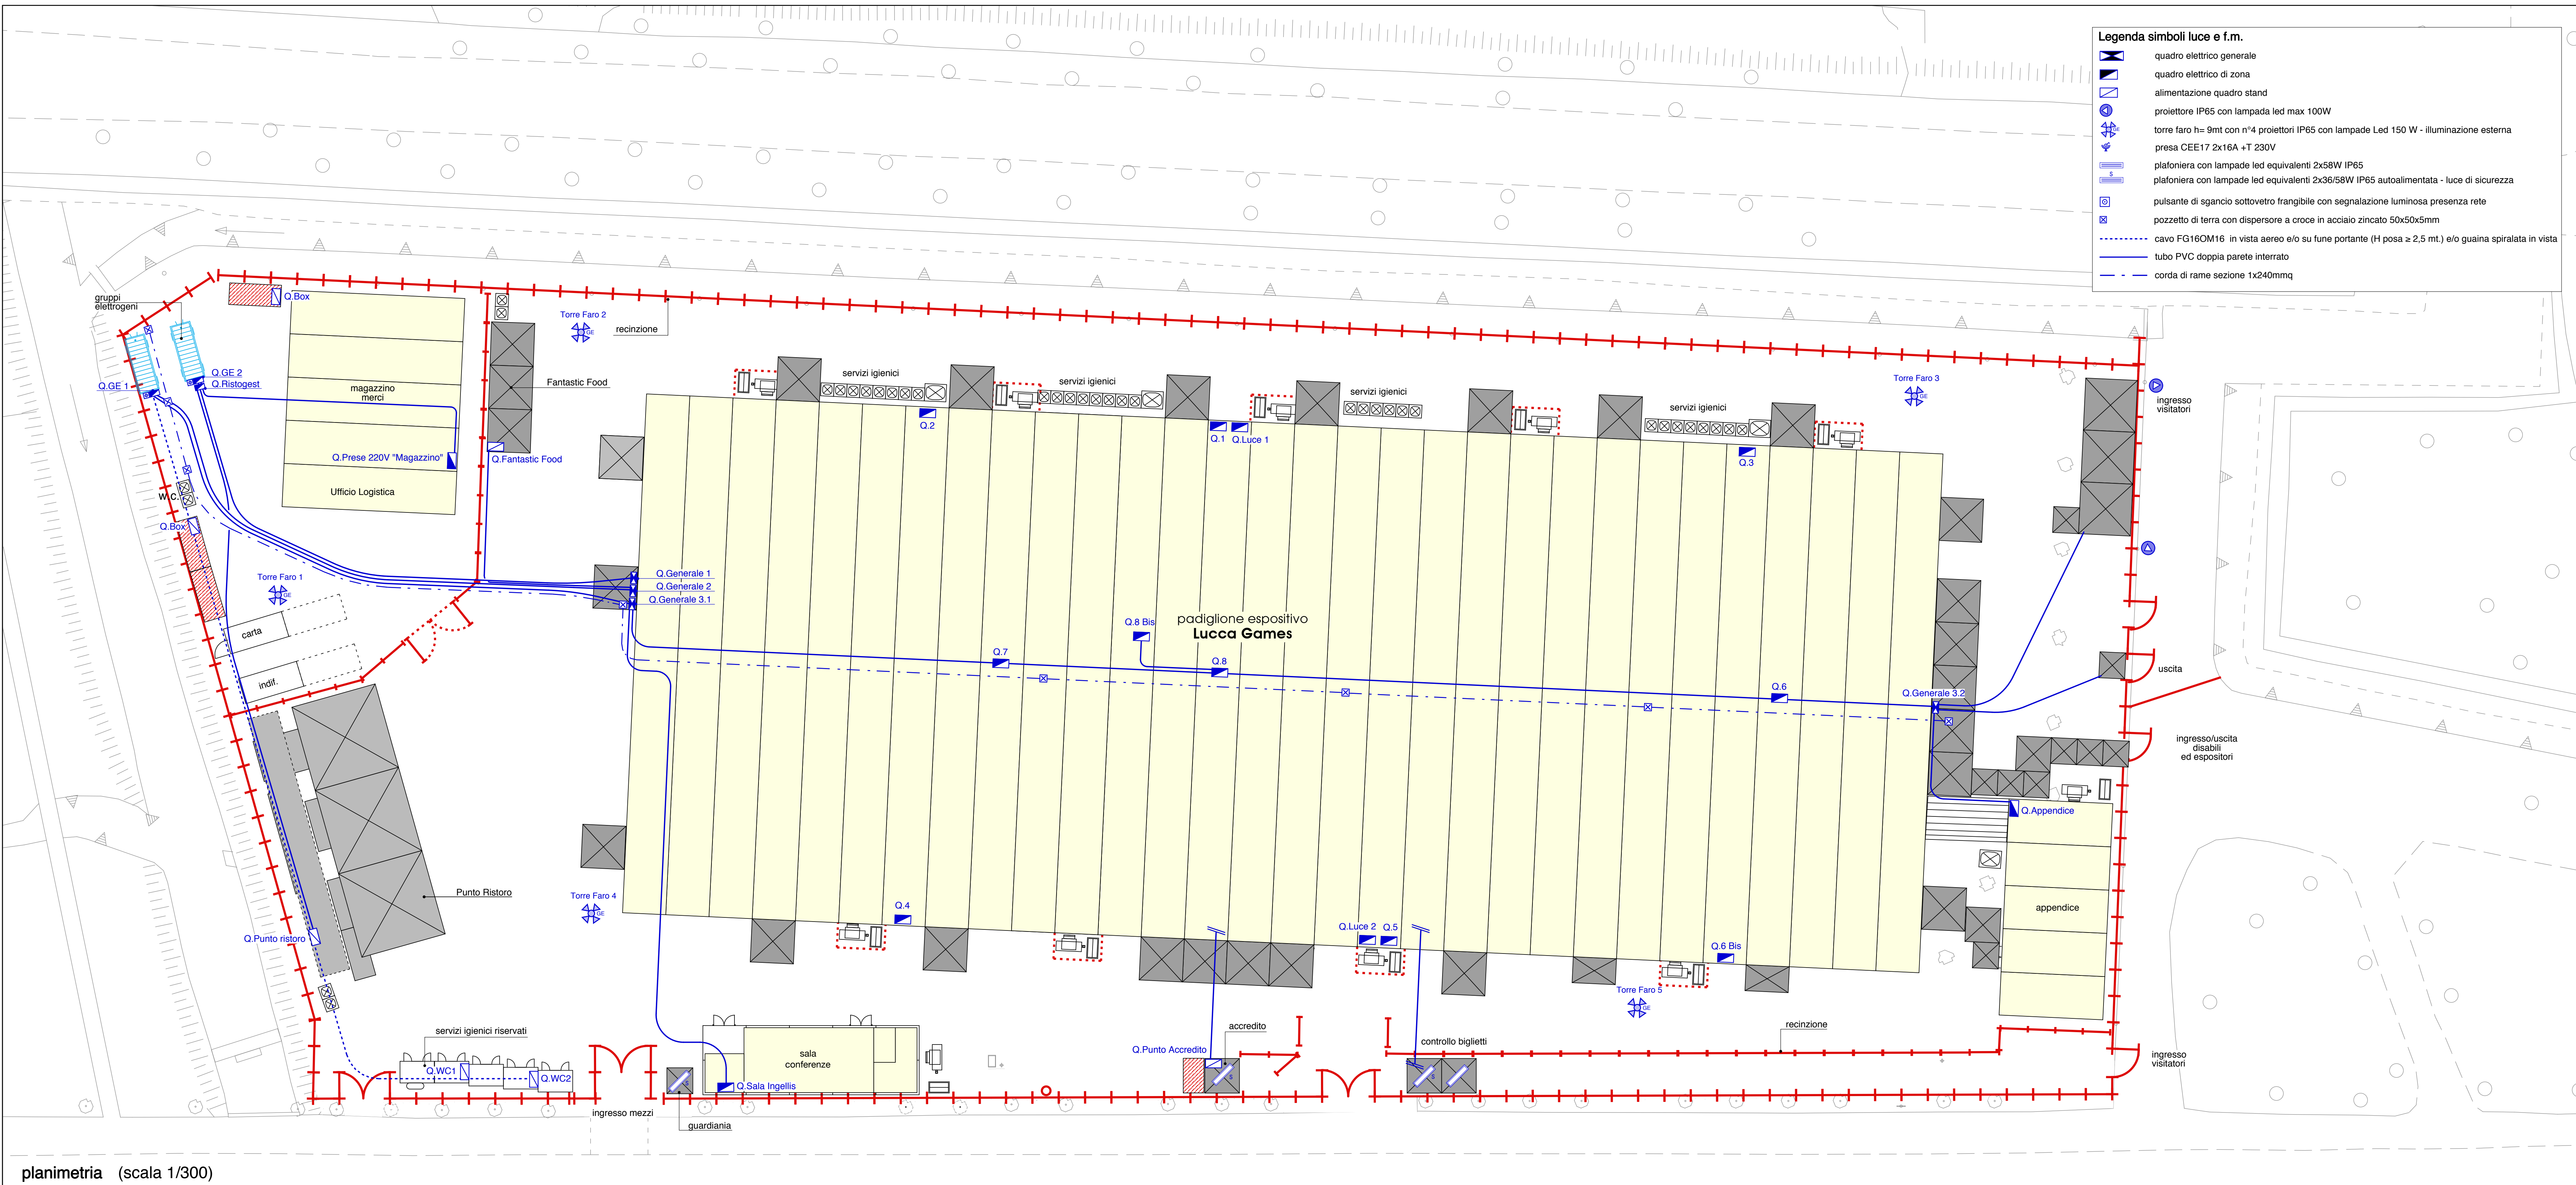 Legenda simboli luce e f.m.
quadro elettrico generale
quadro elettrico di zona
alimentazione quadro stand
proiettore IP65 con lampada led max 100W
GE
torre faro h= 9mt con n°4 proiettori IP65 con lampade Led 150 W - illuminazione esterna
presa CEE17 2x16A +T 230V
plafoniera con lampade led equivalenti 2x58W IP65
S
plafoniera con lampade led equivalenti 2x36/58W IP65 autoalimentata - luce di sicurezza
pulsante di sgancio sottovetro frangibile con segnalazione luminosa presenza rete
pozzetto di terra con dispersore a croce in acciaio zincato 50x50x5mm
cavo FG16OM16 in vista aereo e/o su fune portante (H posa ≥ 2,5 mt.) e/o guaina spiralata in vista
tubo PVC doppia parete interrato
corda di rame sezione 1x240mmq
gruppi
elettrogeni
Q.Box
Torre Faro 2
GE
recinzione
Q.GE 1
Q.GE 2
Q.Ristogest
magazzino
merci
Fantastic Food
servizi igienici
servizi igienici
servizi igienici
servizi igienici
Torre Faro 3
GE
ingresso
visitatori
Q.2
Q.1
Q.Luce 1
Q.3
Q.Prese 220V "Magazzino"
Q.Fantastic Food
Ufficio Logistica
W.C.
Q.Box
Torre Faro 1
GE
Q.Generale 1
Q.Generale 2
Q.Generale 3.1
carta
indif.
padiglione espositivo
Lucca Games
Q.8 Bis
Q.7
Q.8
Q.6
Q.Generale 3.2
uscita
ingresso/uscita
disabili
ed espositori
Q.Appendice
appendice
Punto Ristoro
Torre Faro 4
GE
Q.4
Q.Luce 2
Q.5
Q.6 Bis
Q.Punto ristoro
Torre Faro 5
GE
servizi igienici riservati
Q.WC1
Q.WC2
ingresso mezzi
S
guardiania
sala
conferenze
Q.Sala Ingellis
Q.Punto Accredito
accredito
S
controllo biglietti
S
recinzione
ingresso
visitatori
planimetria (scala 1/300)